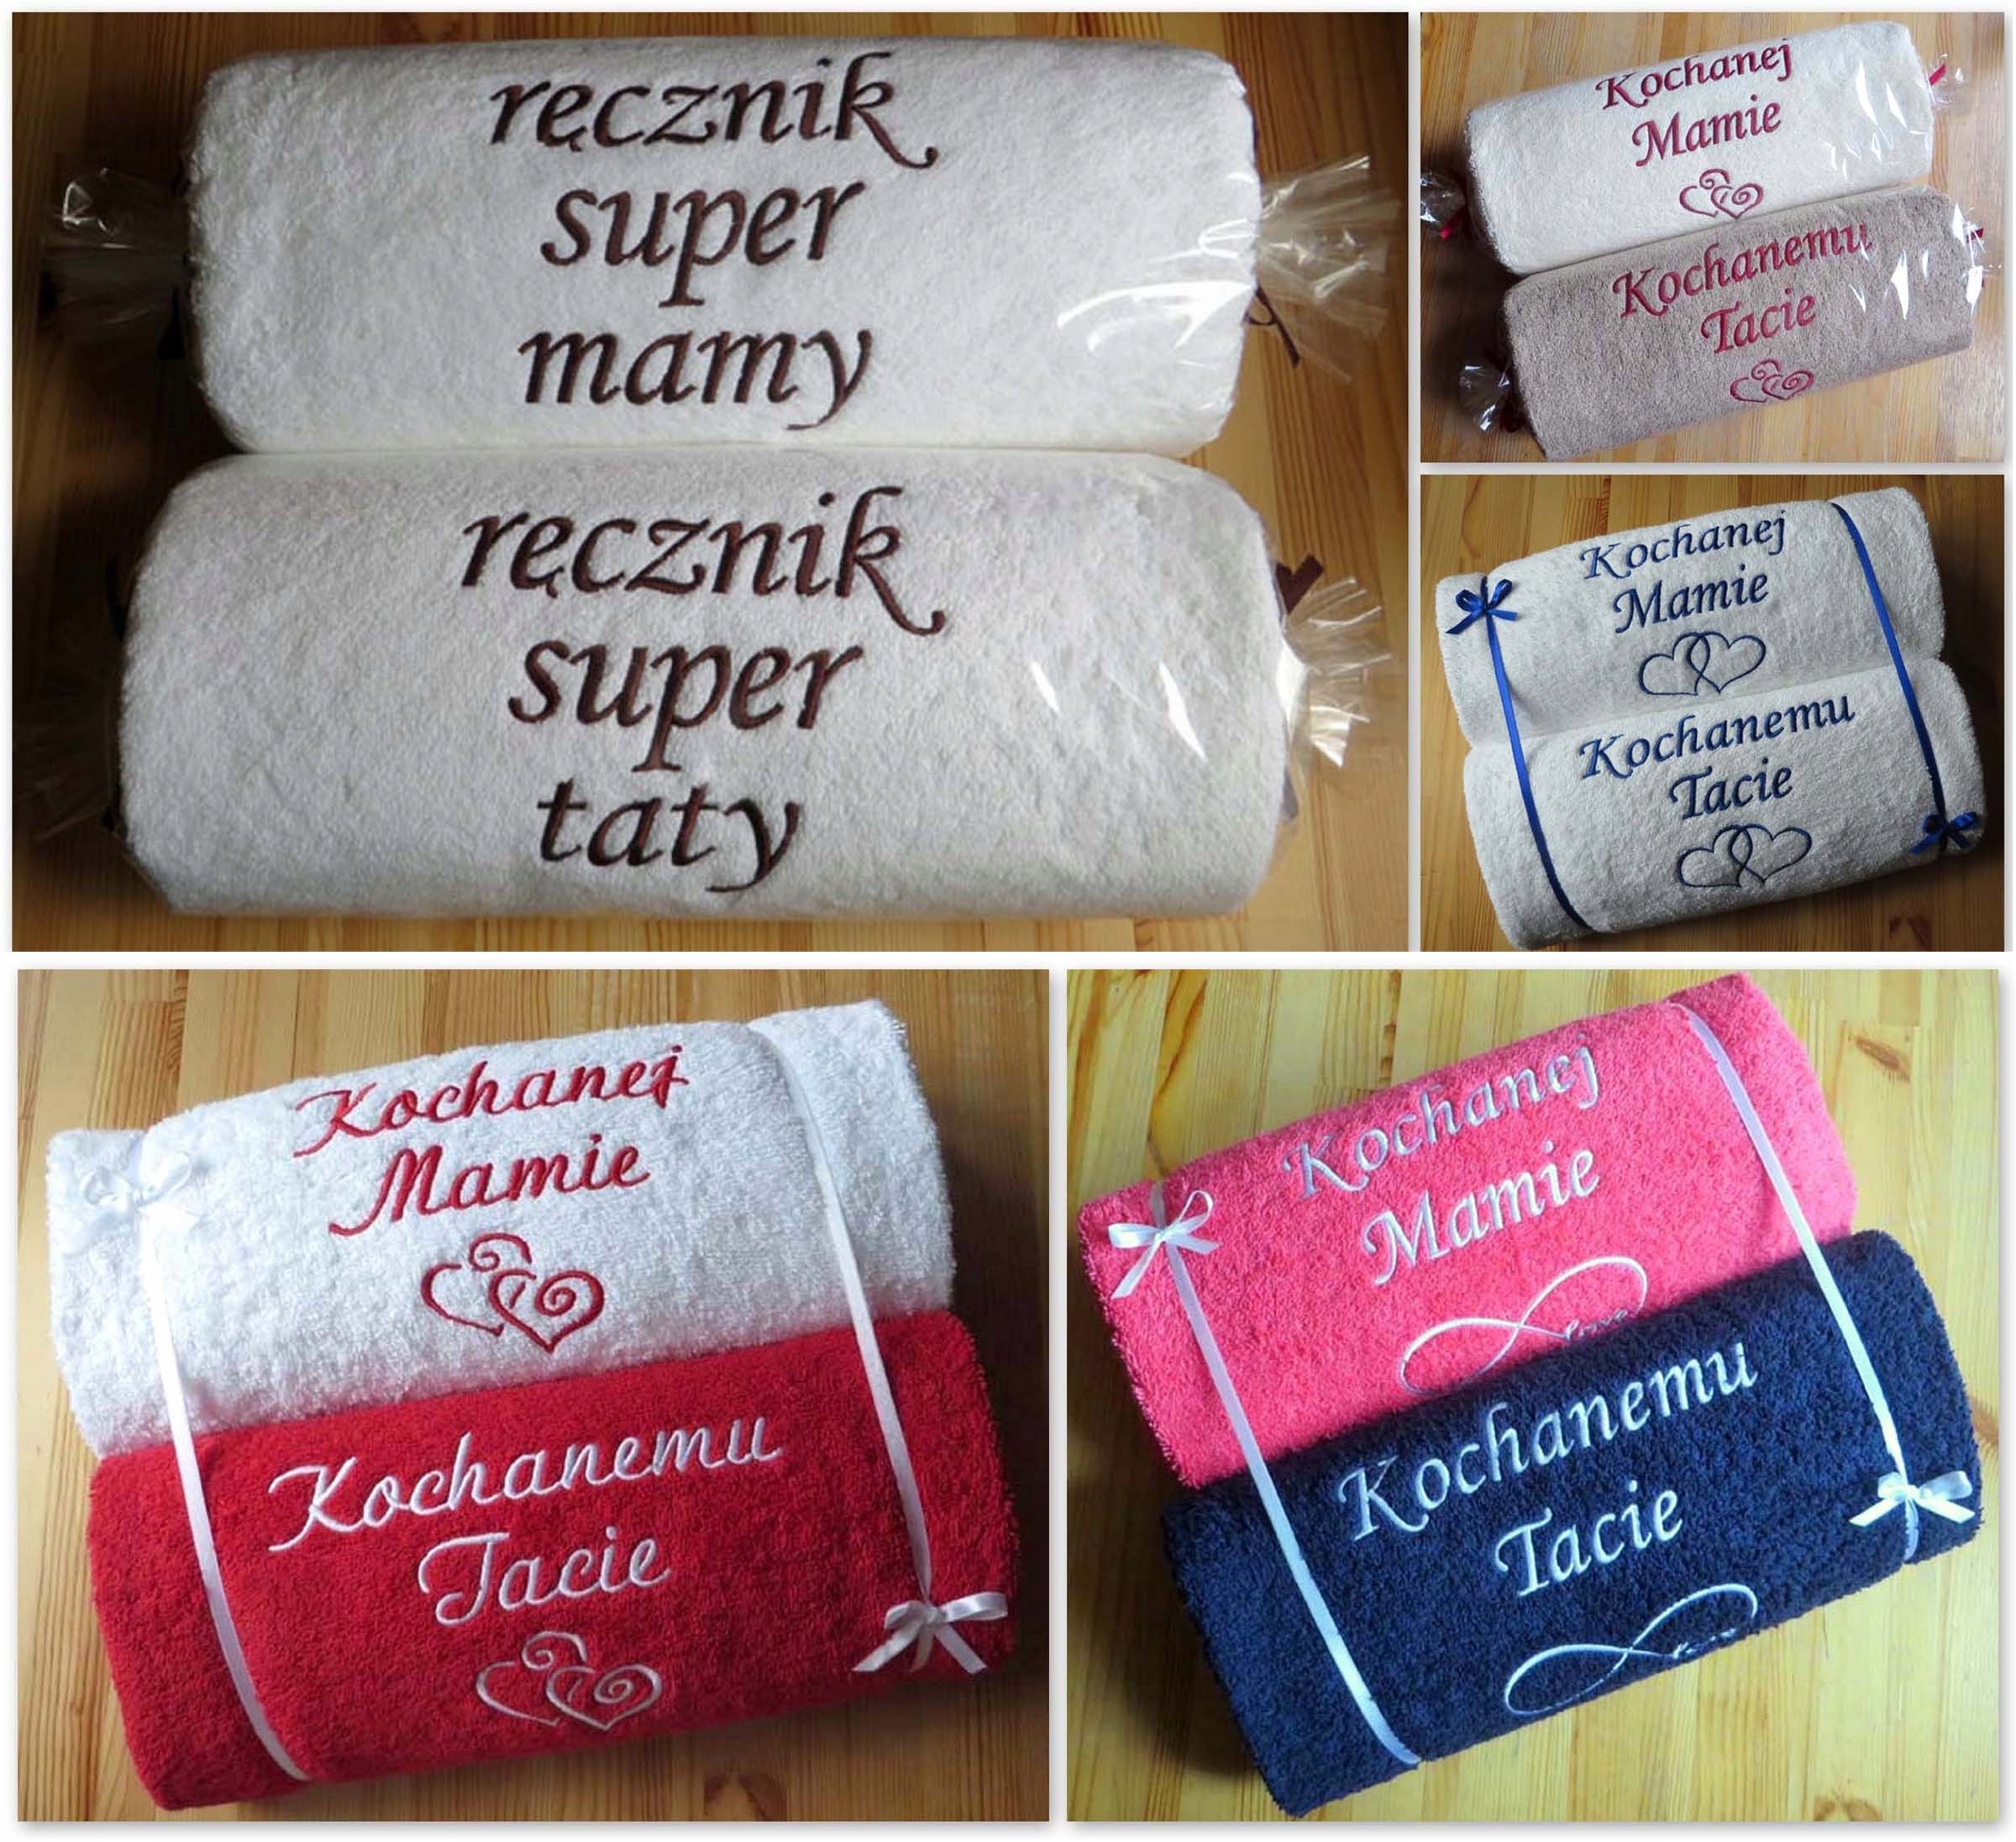 ręcznik
super
mamy
ręcznik
super
taty
Kochanej
Mamie
Kochanemu
Tacie
Kochanej
Mamie
Kochanemu
Tacie
Kochanej
Mamie
Kochanemu
Tacie
Kochanej
Mamie
Kochanemu
Tacie